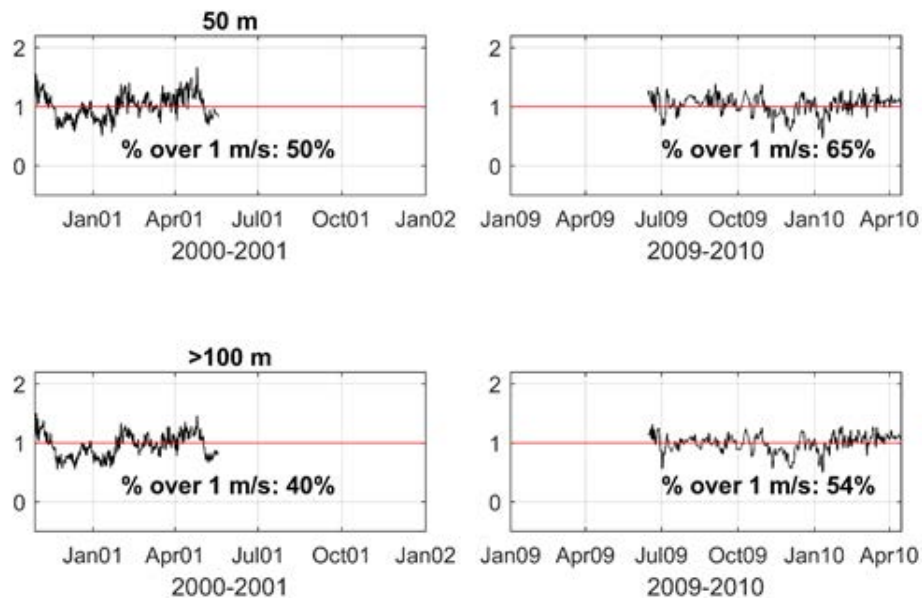 50 m
2
1
0
% over 1 m/s: 50%
Jan01 Apr01 Jul01 Oct01 Jan02
2000-2001
2
1
0
% over 1 m/s: 65%
Jan09 Apr09 Jul09 Oct09 Jan10 Apr10
2009-2010
>100 m
2
1
0
% over 1 m/s: 40%
Jan01 Apr01 Jul01 Oct01 Jan02
2000-2001
2
1
0
% over 1 m/s: 54%
Jan09 Apr09 Jul09 Oct09 Jan10 Apr10
2009-2010